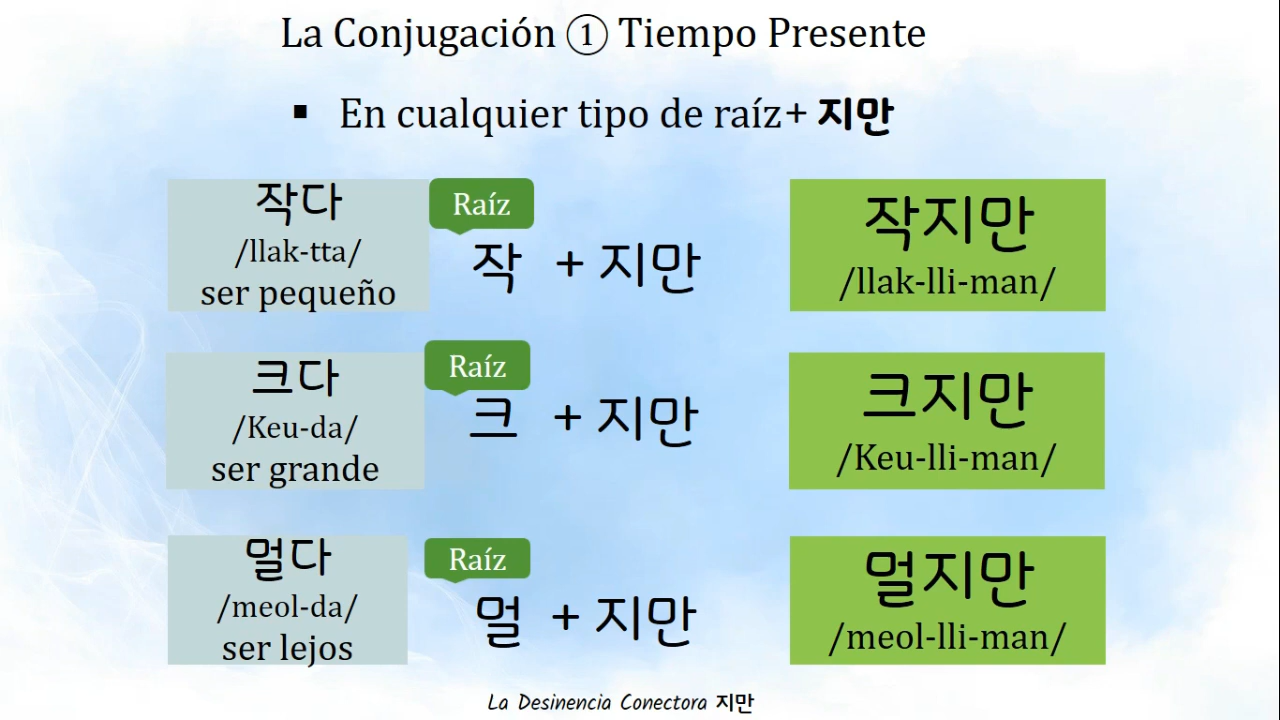 La Conjugación ① Tiempo Presente
▪ En cualquier tipo de raíz+ 지만
작다
/llak-tta/
ser pequeño
Raíz
작 + 지만
작지만
/llak-lli-man/
크다
/Keu-da/
ser grande
Raíz
크 + 지만
크지만
/Keu-lli-man/
멀다
/meol-da/
ser lejos
Raíz
멀 + 지만
멀지만
/meol-lli-man/
La Desinencia Conectora 지만